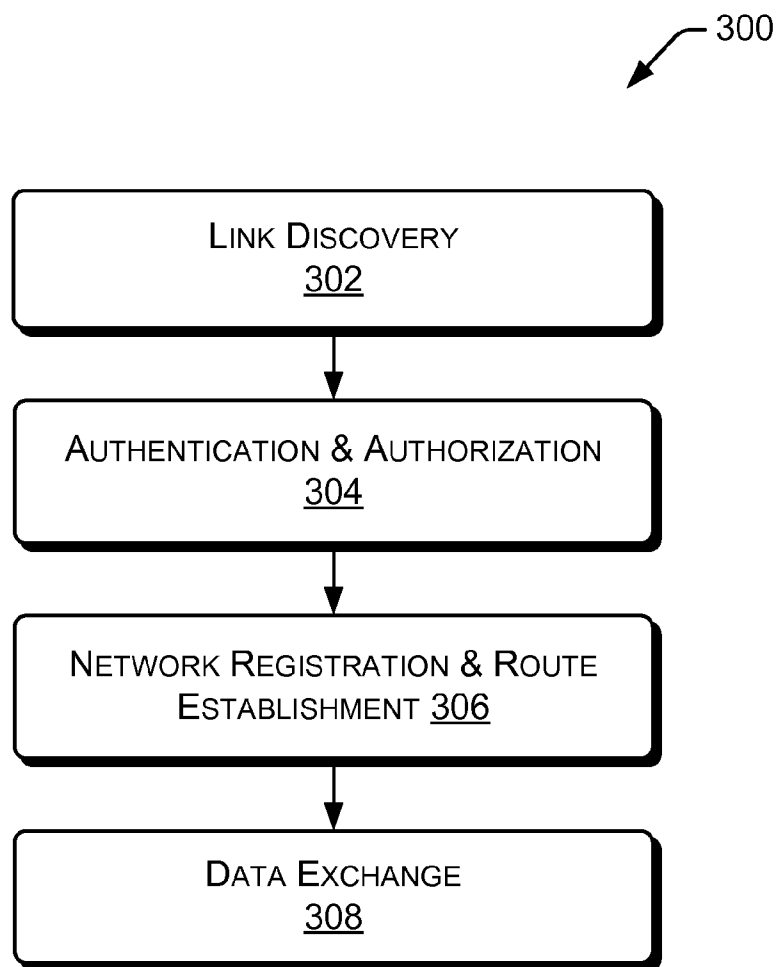 300
LINK DISCOVERY
302
AUTHENTICATION & AUTHORIZATION
304
NETWORK REGISTRATION & ROUTE
ESTABLISHMENT 306
DATA EXCHANGE
308